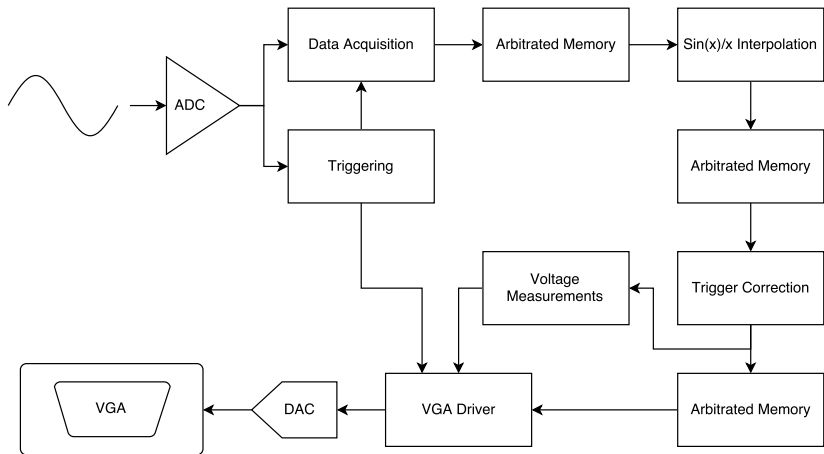 Data Acquisition
Arbitrated Memory
Sin(x)/x Interpolation
ADC
Triggering
Arbitrated Memory
Voltage
Measurements
Trigger Correction
VGA
DAC
VGA Driver
Arbitrated Memory